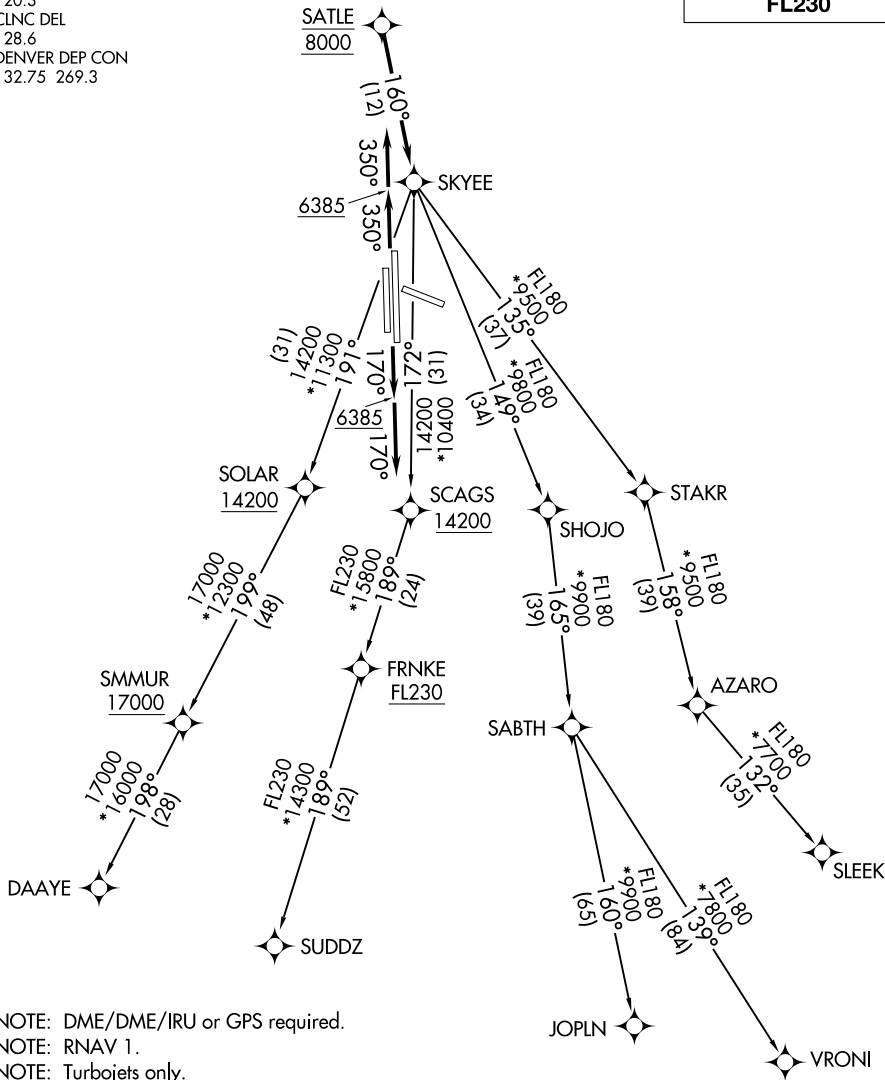 CLNC DEL
28.6
DENVER DEP CON
32.75 269.3
FL230
SATLE
8000
160°
(12)
350°
SKYEE
6385
350°
FL180
*9500
135°
(37)
FL180
*9800
149°
(34)
(31)
14200
*11300
191°
170°
172°
(31)
6385
14200
*10400
170°
SOLAR
14200
SCAGS
14200
SHOJO
STAKR
17000
*12300
199°
(48)
FL230
*15800
189°
(24)
FL180
*9900
165°
(39)
FL180
*9500
158°
(39)
SMMUR
17000
FRNKE
FL230
SABTH
AZARO
17000
*16000
198°
(28)
FL230
*14300
189°
(52)
FL180
*7700
132°
(35)
DAAYE
SUDDZ
SLEEK
FL180
*9900
160°
(65)
FL180
*7800
139°
(84)
JOPLN
VRONI
NOTE: DME/DME/IRU or GPS required.
NOTE: RNAV 1.
NOTE: Turbojets only.